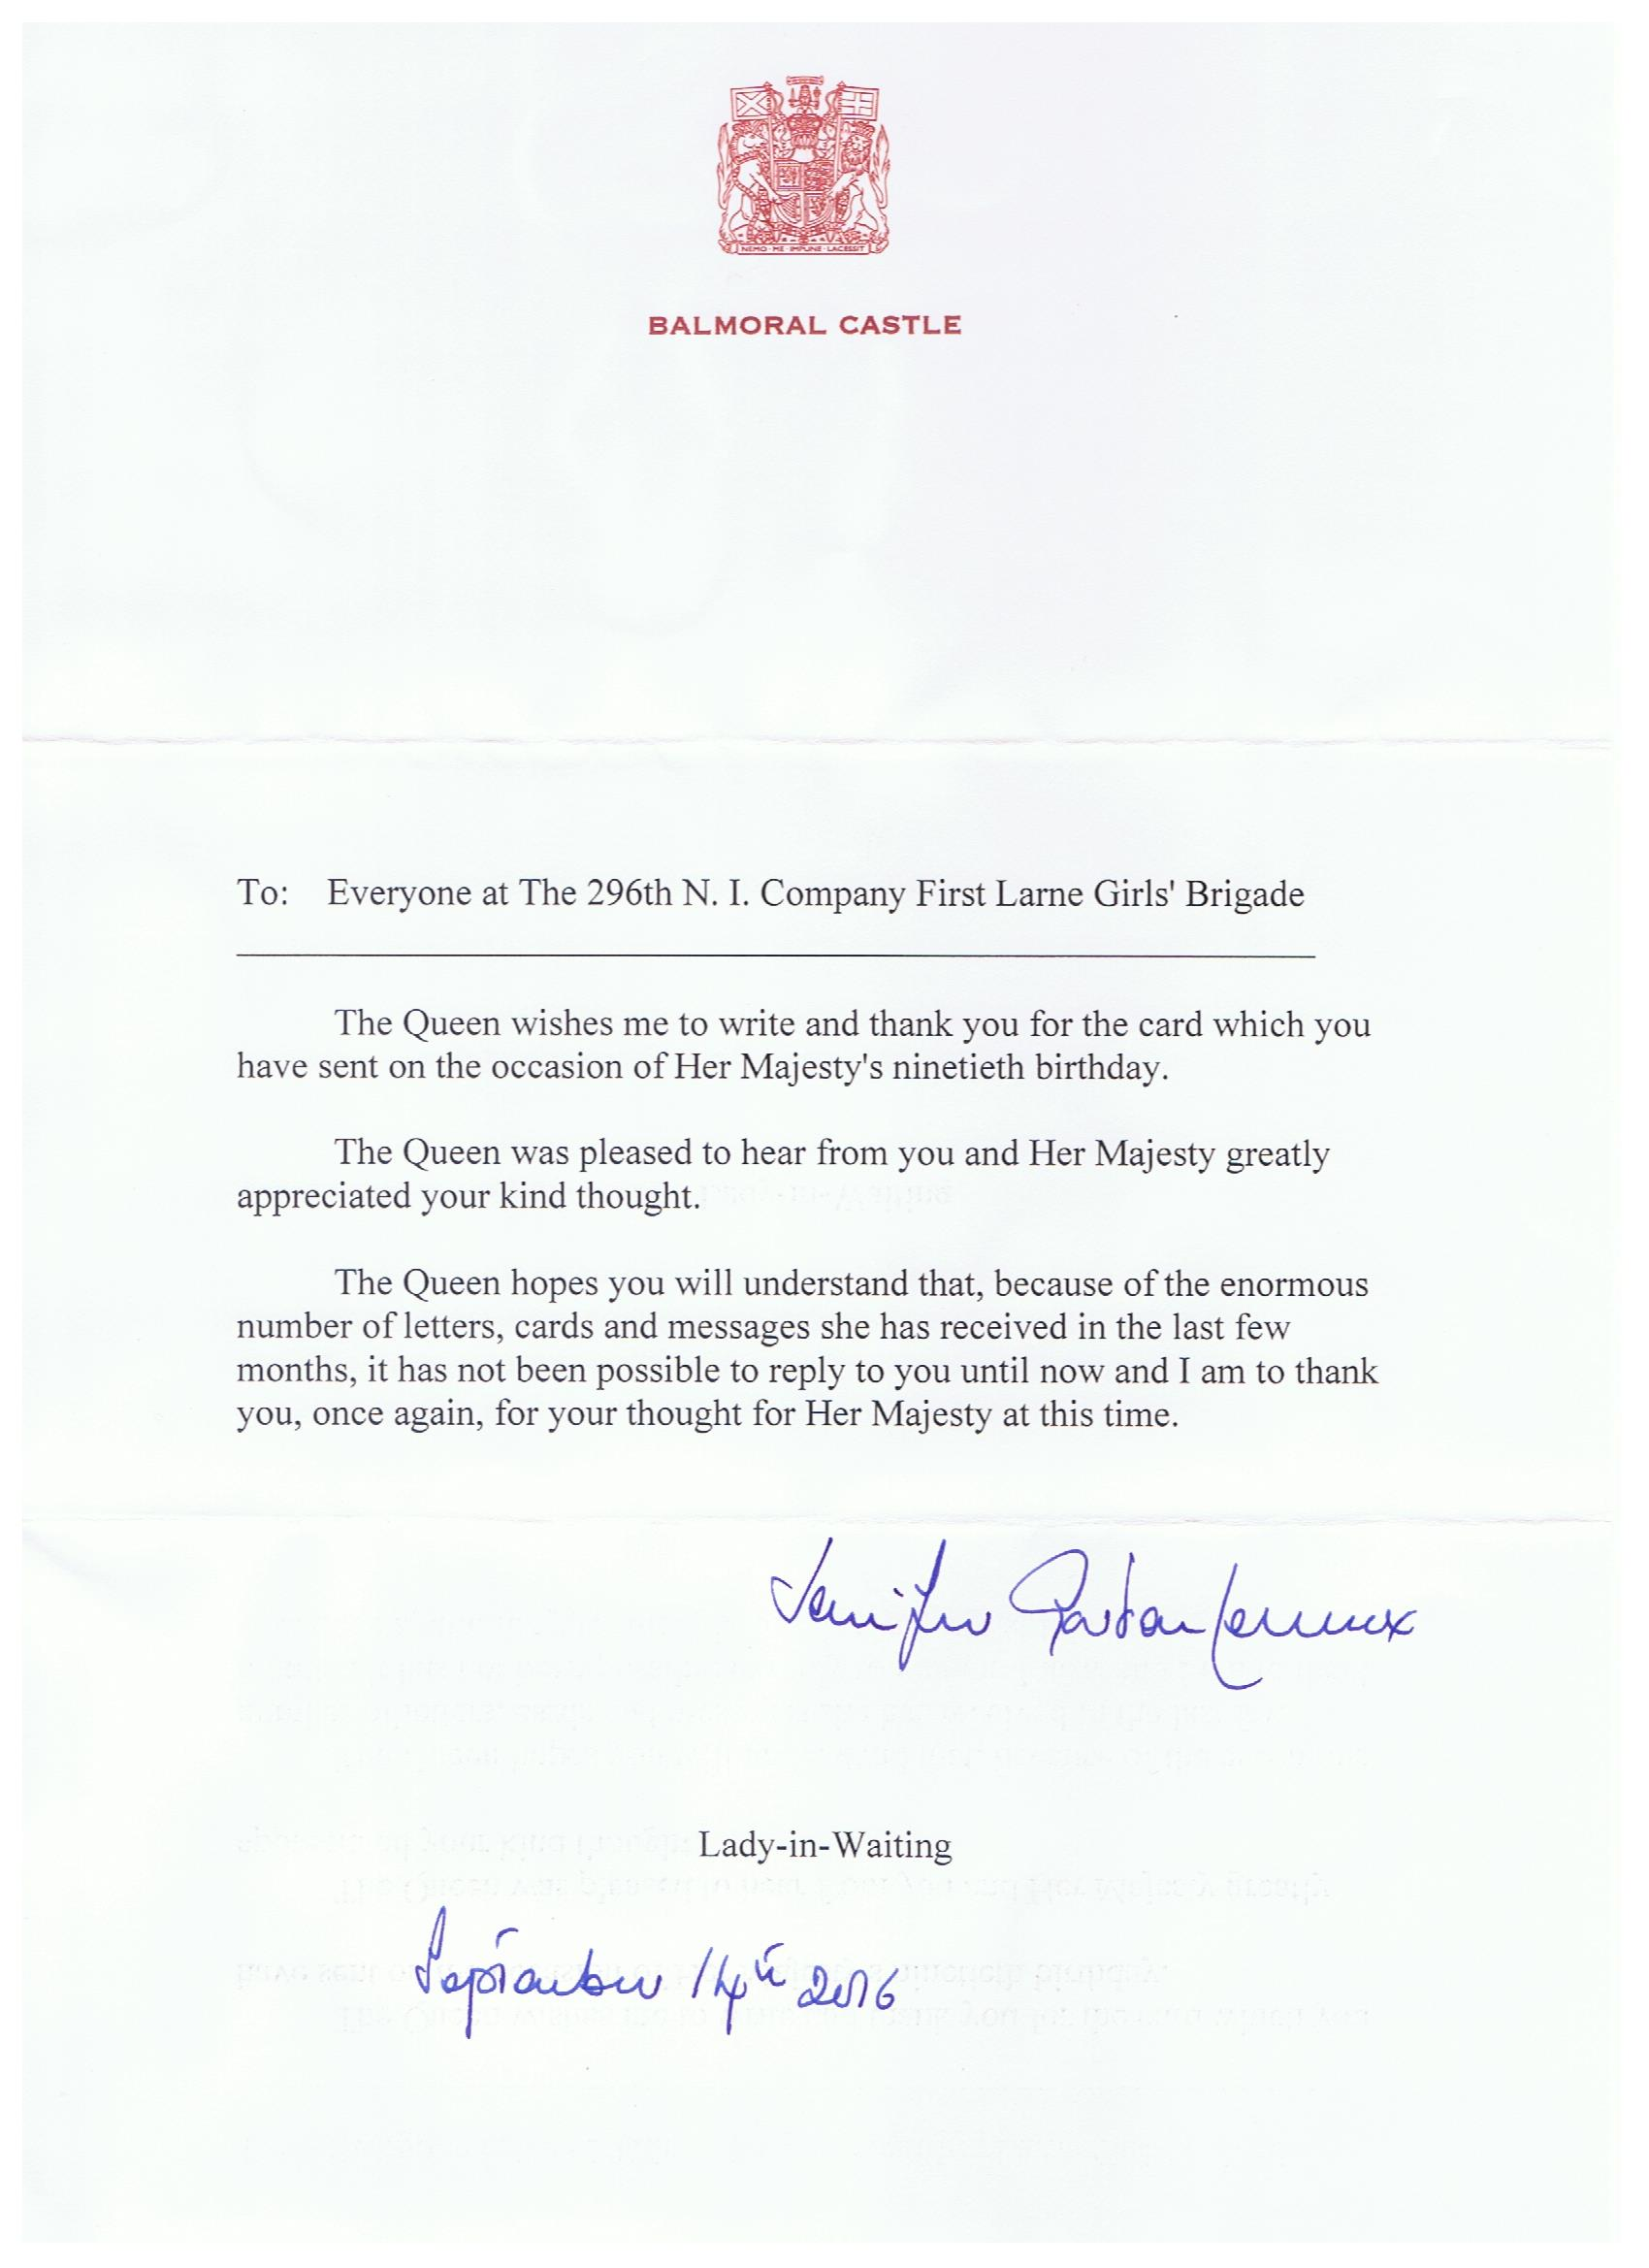 NEMO ME IMPUNE LACESSIT
BALMORAL CASTLE
To: Everyone at The 296th N. I. Company First Larne Girls' Brigade
The Queen wishes me to write and thank you for the card which you
have sent on the occasion of Her Majesty's ninetieth birthday.
The Queen was pleased to hear from you and Her Majesty greatly
appreciated your kind thought.
The Queen hopes you will understand that, because of the enormous
number of letters, cards and messages she has received in the last few
months, it has not been possible to reply to you until now and I am to thank
you, once again, for your thought for Her Majesty at this time.
Jennifer Gordon Lennox
Lady-in-Waiting
September 14th 2016